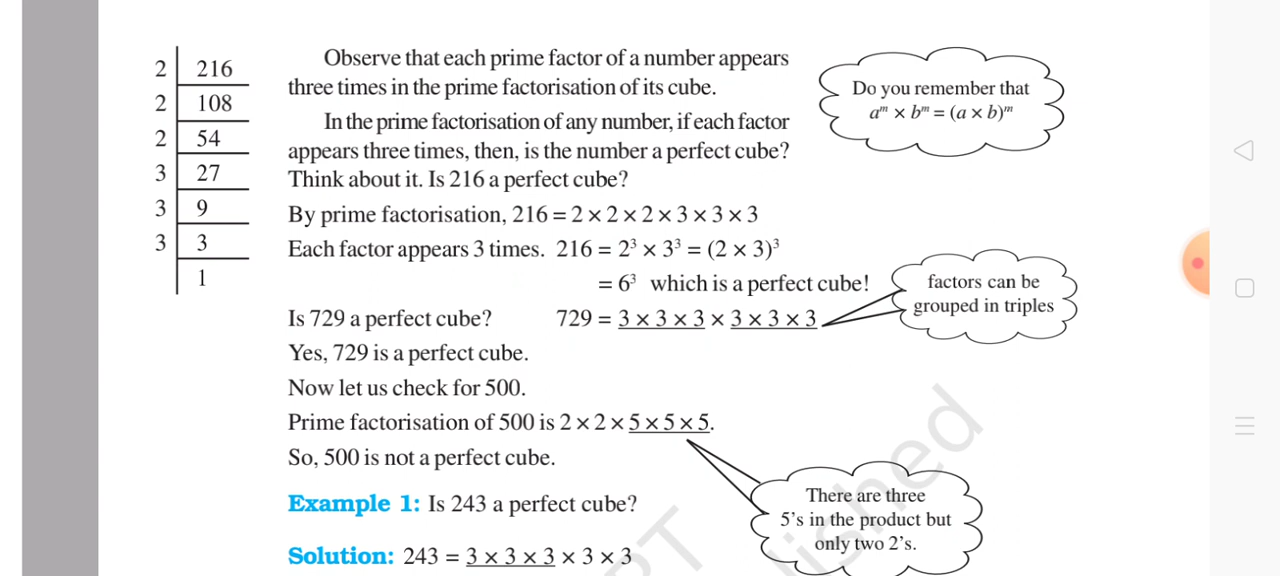 2 216
2 108
2 54
3 27
3 9
3 3
1
Observe that each prime factor of a number appears
three times in the prime factorisation of its cube.
In the prime factorisation of any number, if each factor
appears three times, then, is the number a perfect cube?
Think about it. Is 216 a perfect cube?
By prime factorisation, 216 = 2 × 2 × 2 × 3 × 3 × 3
Each factor appears 3 times. 216 = 2³ × 3³ = (2 × 3)³
= 6³ which is a perfect cube!
Is 729 a perfect cube? 729 = 3 × 3 × 3 × 3 × 3 × 3
Yes, 729 is a perfect cube.
Now let us check for 500.
Prime factorisation of 500 is 2 × 2 × 5 × 5 × 5.
So, 500 is not a perfect cube.
Example 1: Is 243 a perfect cube?
Solution: 243 = 3 × 3 × 3 × 3 × 3
Do you remember that
aᵐ × bᵐ = (a × b)ᵐ
factors can be
grouped in triples
There are three
5's in the product but
only two 2's.